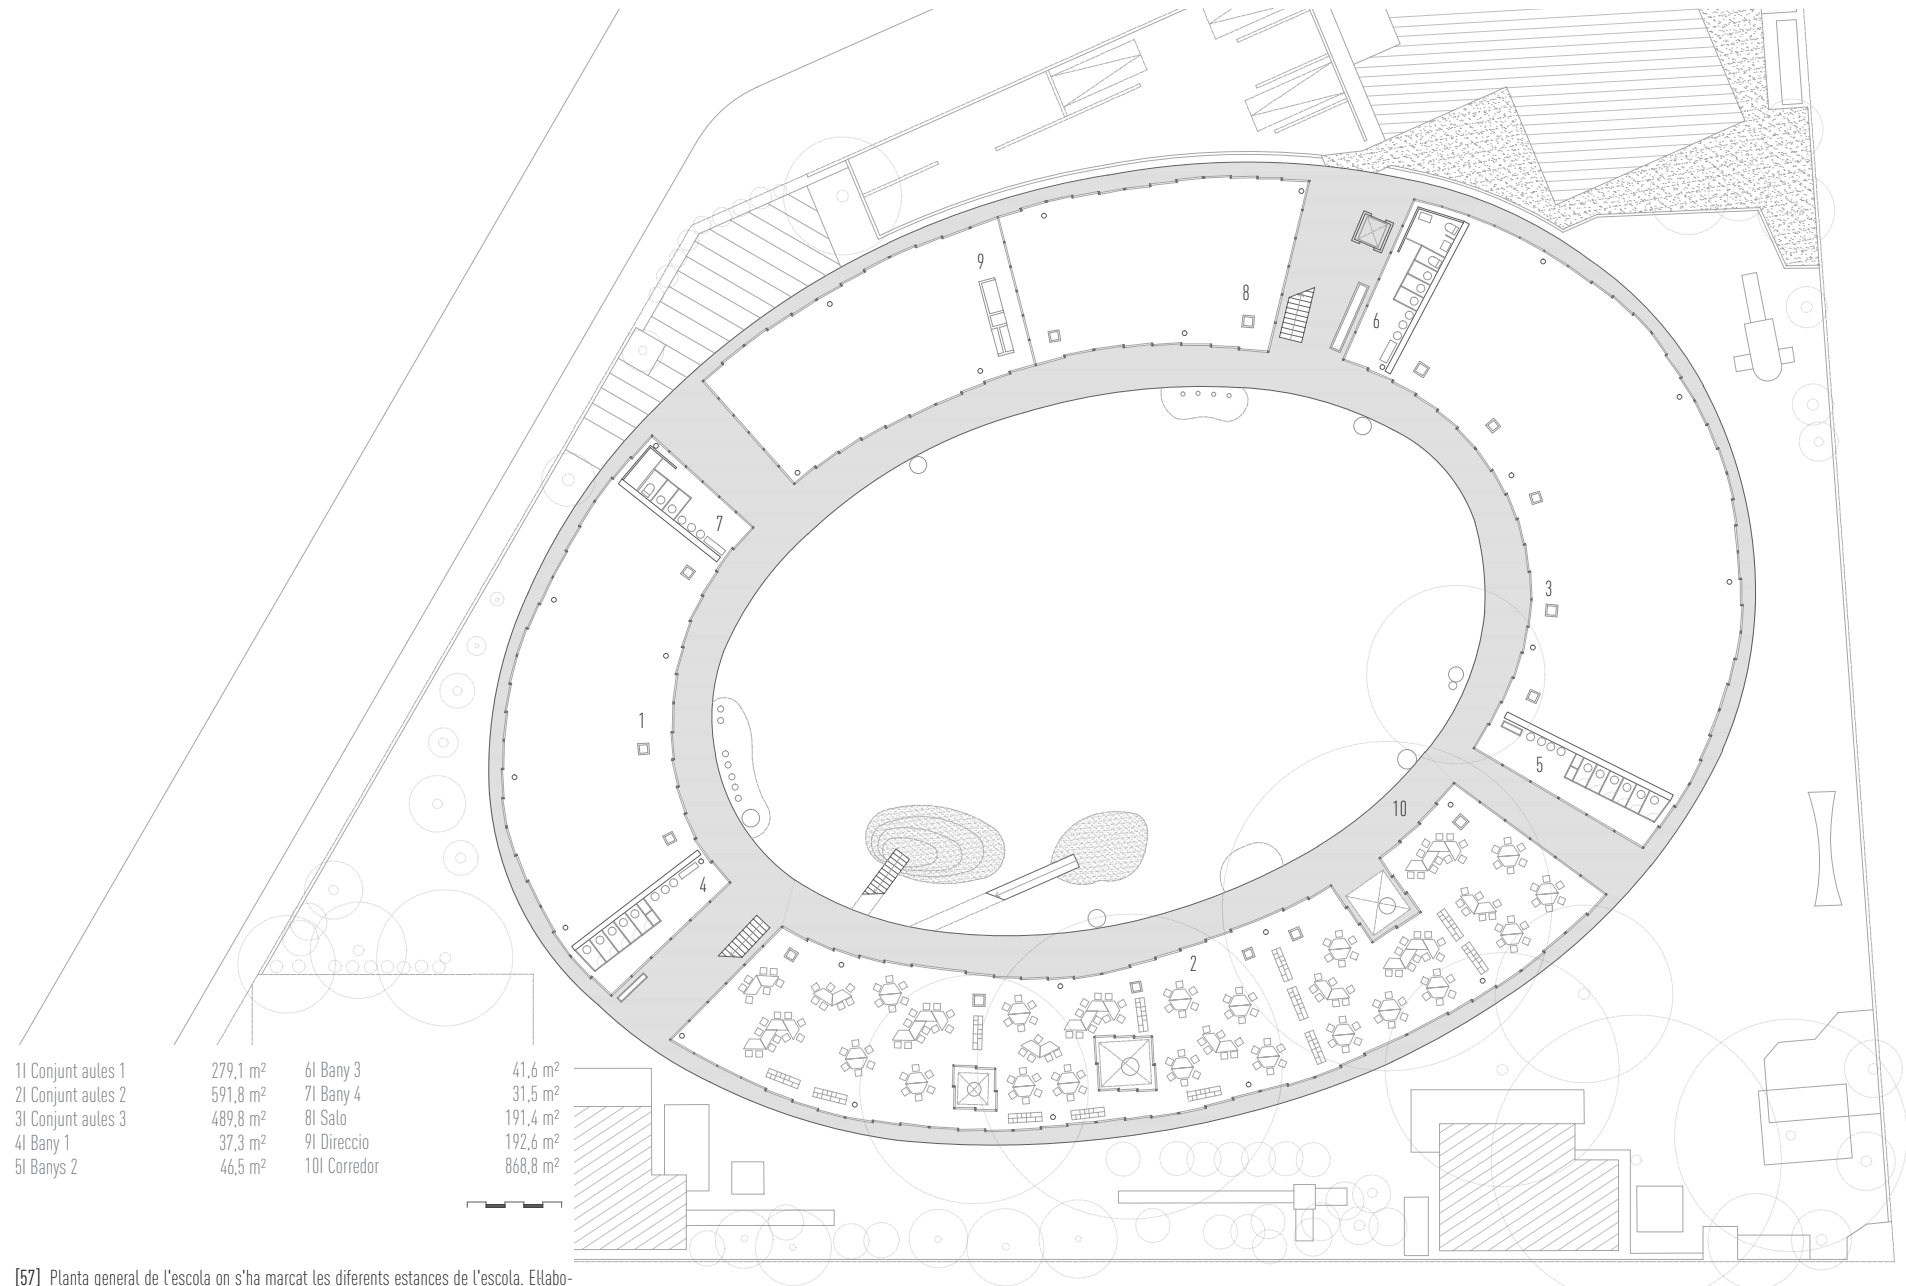 9
8
6
7
3
1
5
10
4
2
1| Conjunt aules 1 279,1 m²
2| Conjunt aules 2 591,8 m²
3| Conjunt aules 3 489,8 m²
4| Bany 1 37,3 m²
5| Banys 2 46,5 m²
6| Bany 3 41,6 m²
7| Bany 4 31,5 m²
8| Salo 191,4 m²
9| Direccio 192,6 m²
10| Corredor 868,8 m²
[57] Planta general de l'escola on s'ha marcat les diferents estances de l'escola. El·labo-